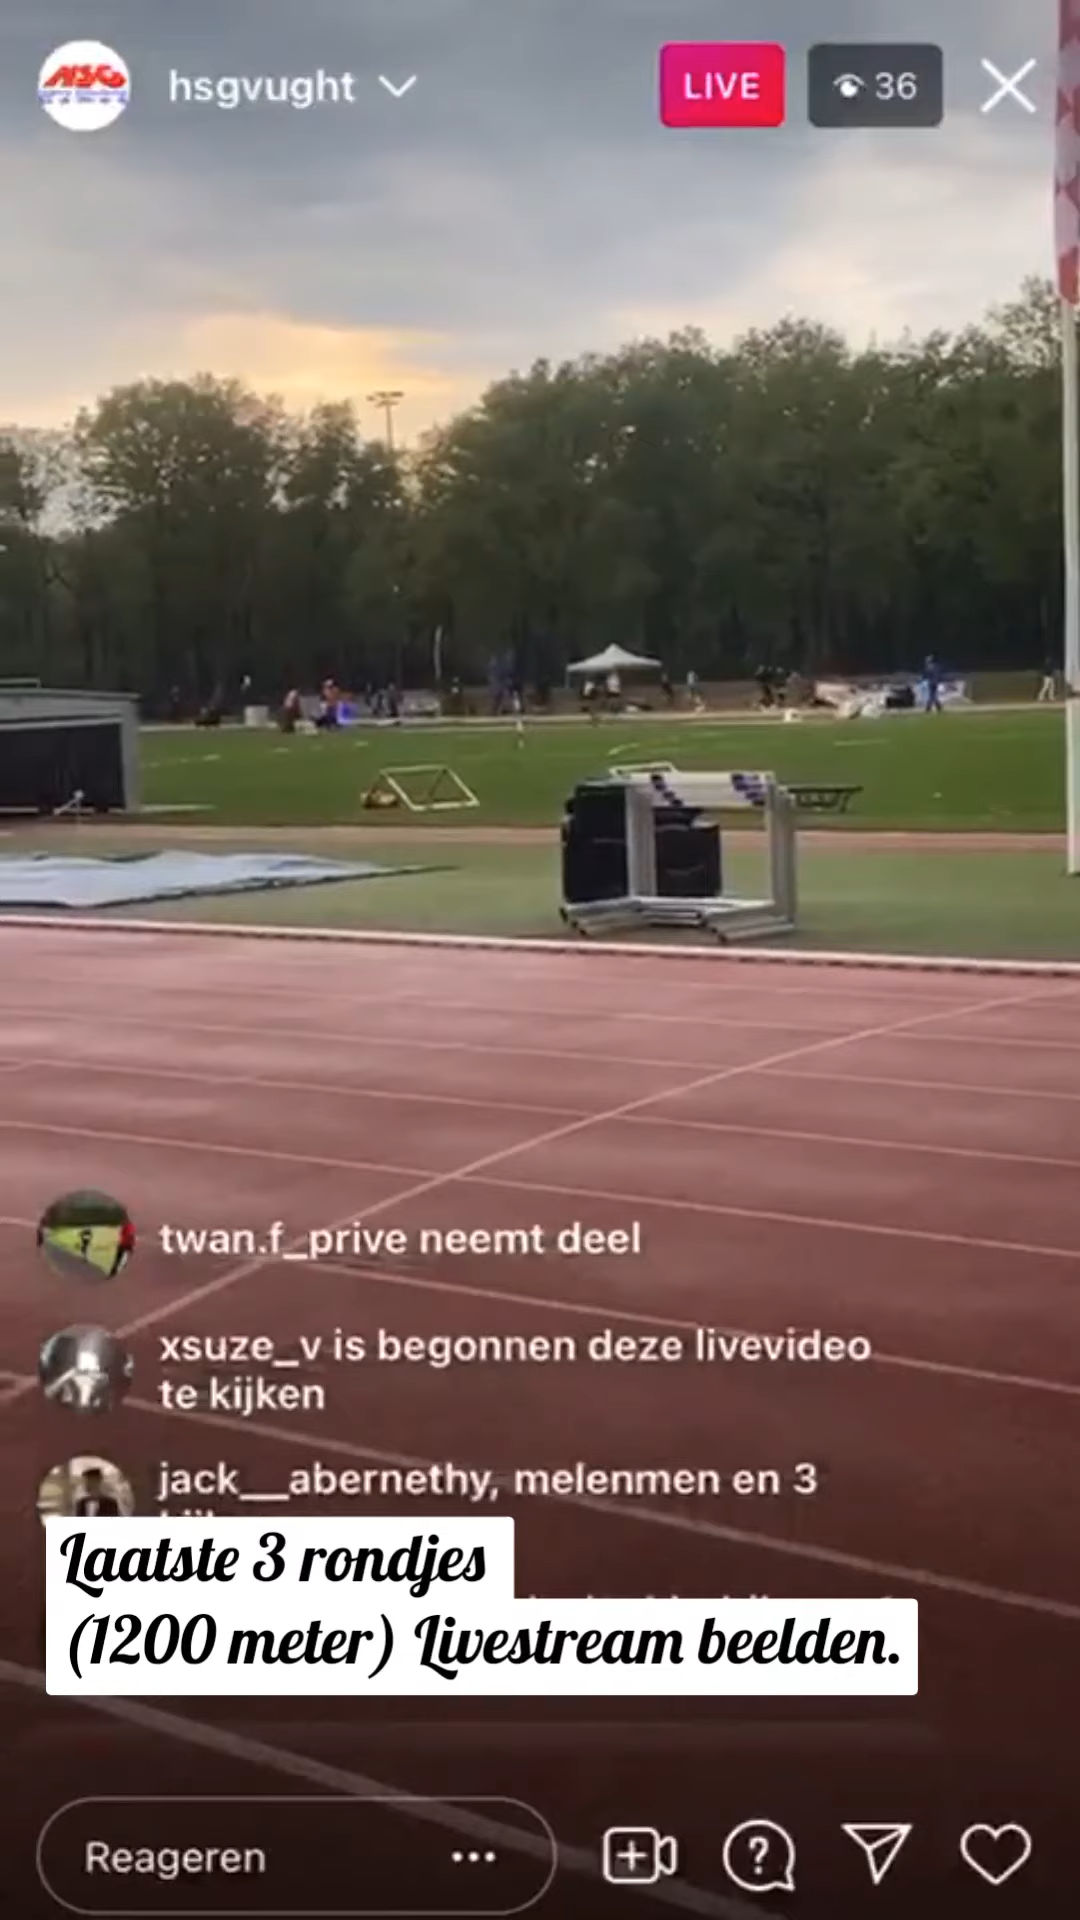 hsgvught
LIVE
36
twan.f_prive neemt deel
xsuze_v is begonnen deze livevideo
te kijken
jack__abernethy, melenmen en 3
Laatste 3 rondjes
(1200 meter) Livestream beelden.
Reageren